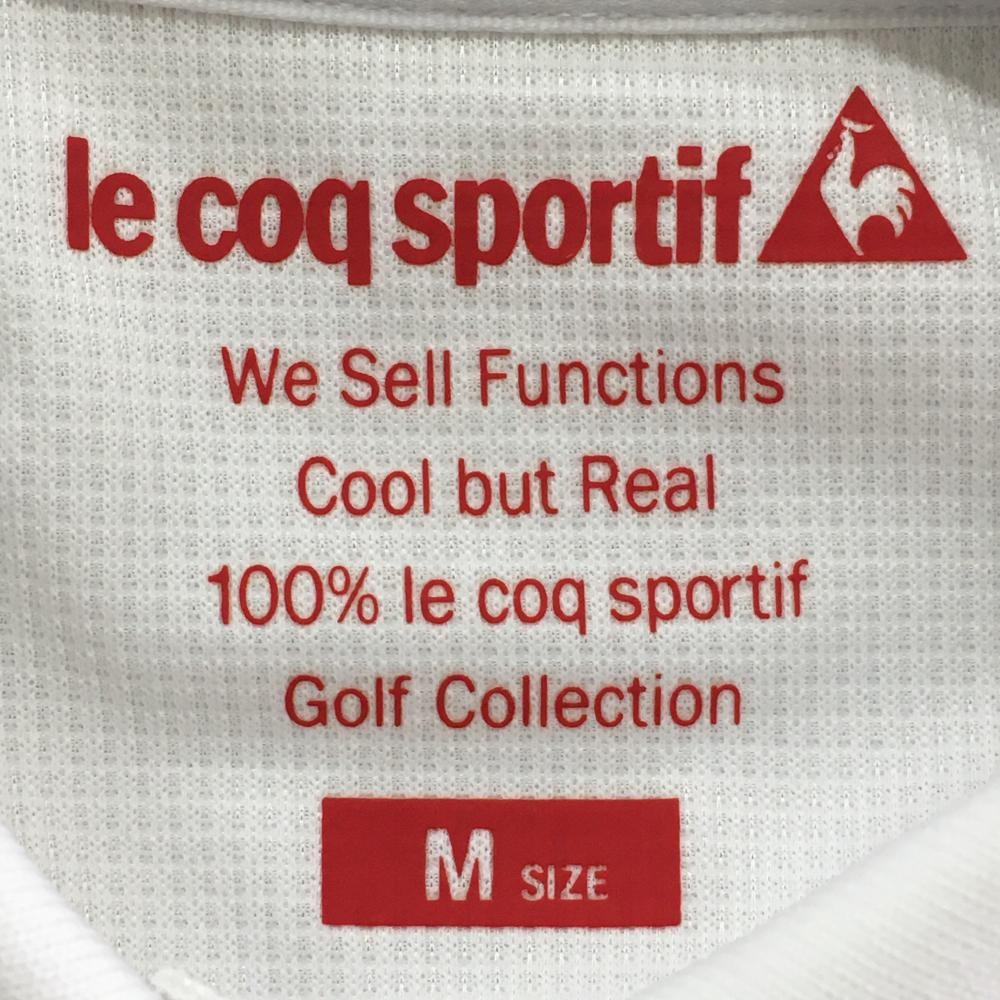 le coq sportif
We Sell Functions
Cool but Real
100% le coq sportif
Golf Collection
M SIZE